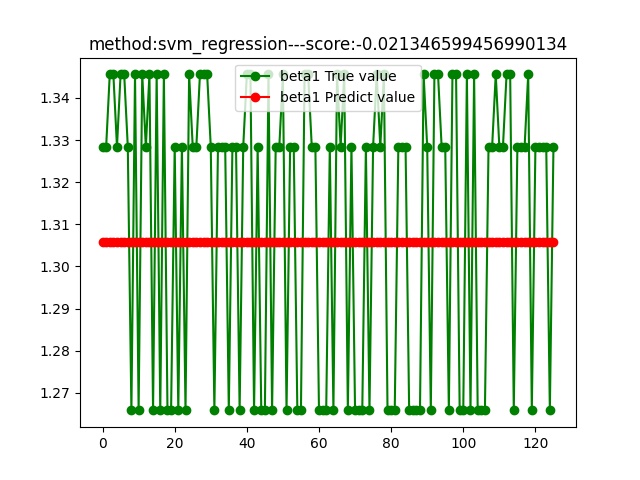 method:svm_regression---score:-0.021346599456990134
beta1 True value
beta1 Predict value
1.34
1.33
1.32
1.31
1.30
1.29
1.28
1.27
0 20 40 60 80 100 120